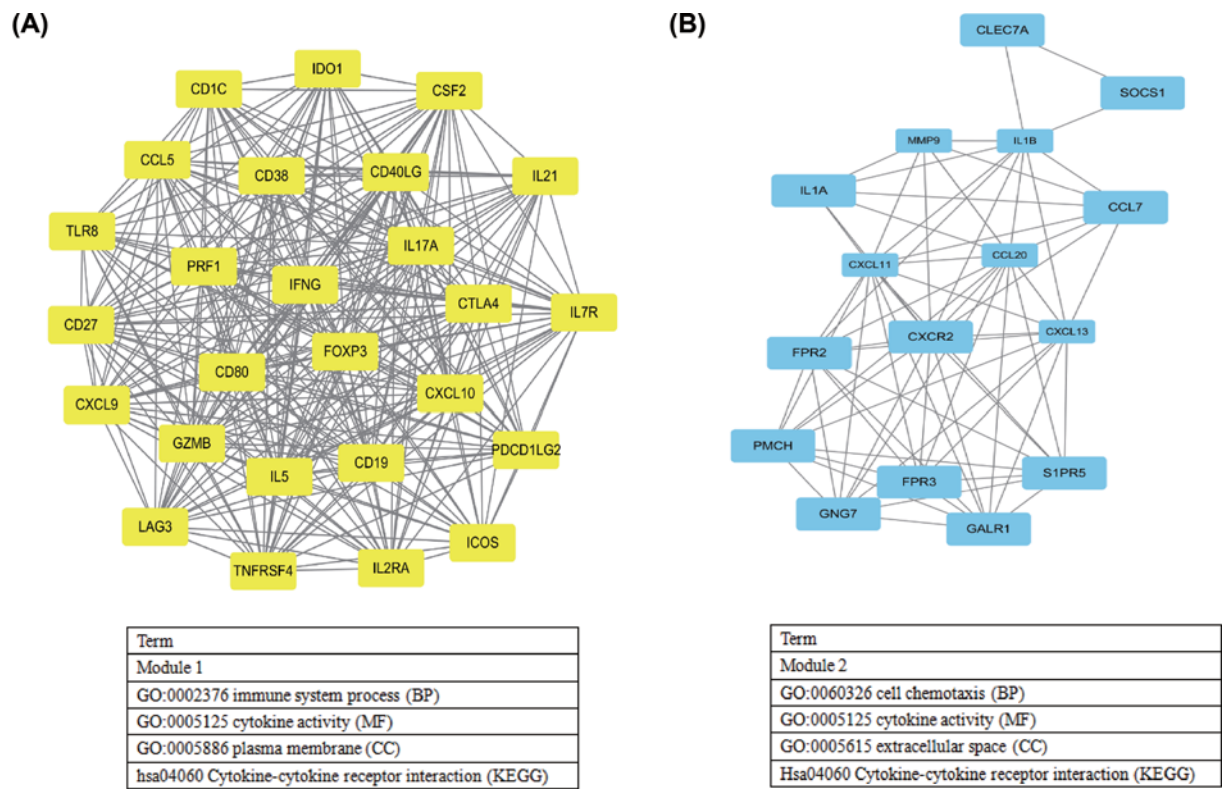 (A)
IDO1
CD1C
CSF2
CCL5
CD38
CD40LG
IL21
TLR8
IL17A
PRF1
IFNG
CTLA4
IL7R
CD27
FOXP3
CD80
CXCL9
CXCL10
GZMB
PDCD1LG2
IL5
CD19
LAG3
ICOS
TNFRSF4
IL2RA
Term
Module 1
GO:0002376 immune system process (BP)
GO:0005125 cytokine activity (MF)
GO:0005886 plasma membrane (CC)
hsa04060 Cytokine-cytokine receptor interaction (KEGG)
(B)
CLEC7A
SOCS1
MMP9
IL1B
IL1A
CCL7
CCL20
CXCL11
CXCR2
CXCL13
FPR2
PMCH
S1PR5
FPR3
GNG7
GALR1
Term
Module 2
GO:0060326 cell chemotaxis (BP)
GO:0005125 cytokine activity (MF)
GO:0005615 extracellular space (CC)
Hsa04060 Cytokine-cytokine receptor interaction (KEGG)